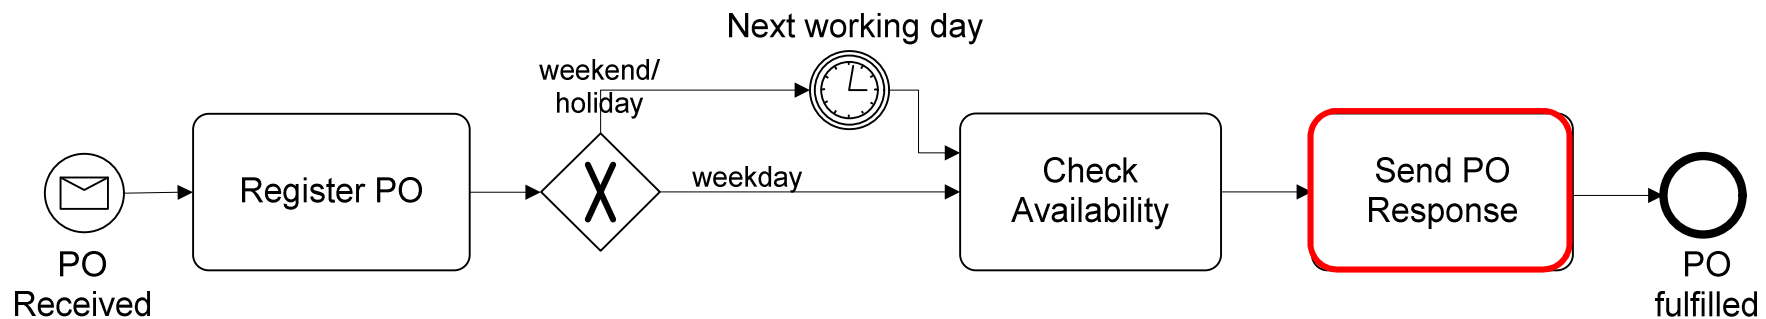 Next working day
weekend/
holiday
weekday
Register PO
Check
Availability
Send PO
Response
PO
Received
PO
fulfilled